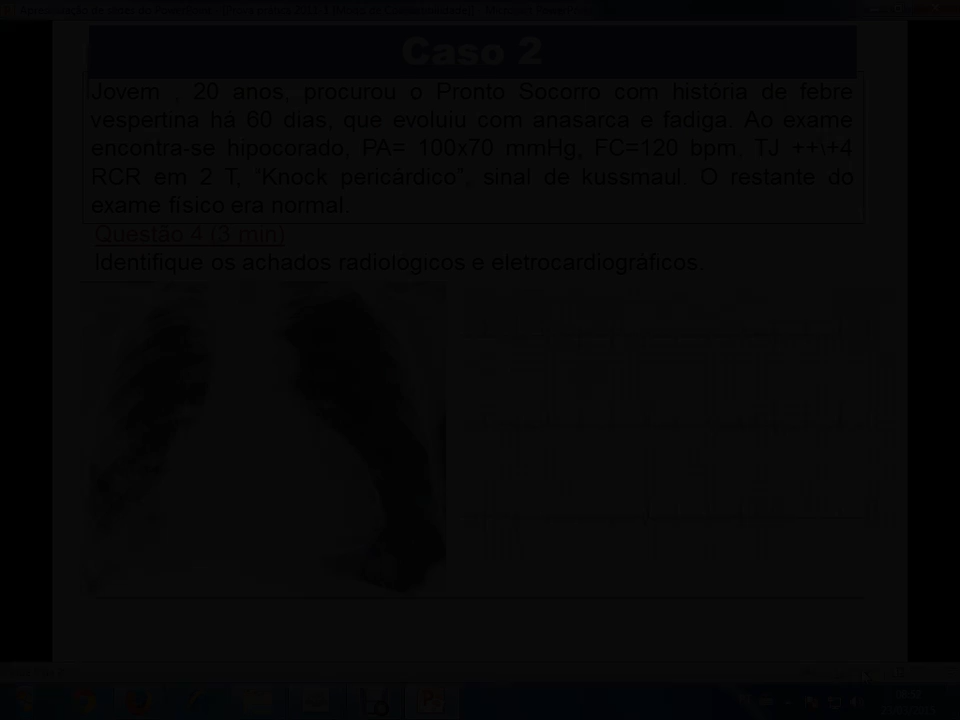 Caso 2
Jovem , 20 anos, procurou o Pronto Socorro com história de febre
vespertina há 60 dias, que evoluiu com anasarca e fadiga. Ao exame
encontra-se hipocorado, PA= 100x70 mmHg, FC=120 bpm, TJ ++\+4
RCR em 2 T, “Knock pericárdico”, sinal de kussmaul. O restante do
exame físico era normal.
Questão 4 (3 min)
Identifique os achados radiológicos e eletrocardiográficos.